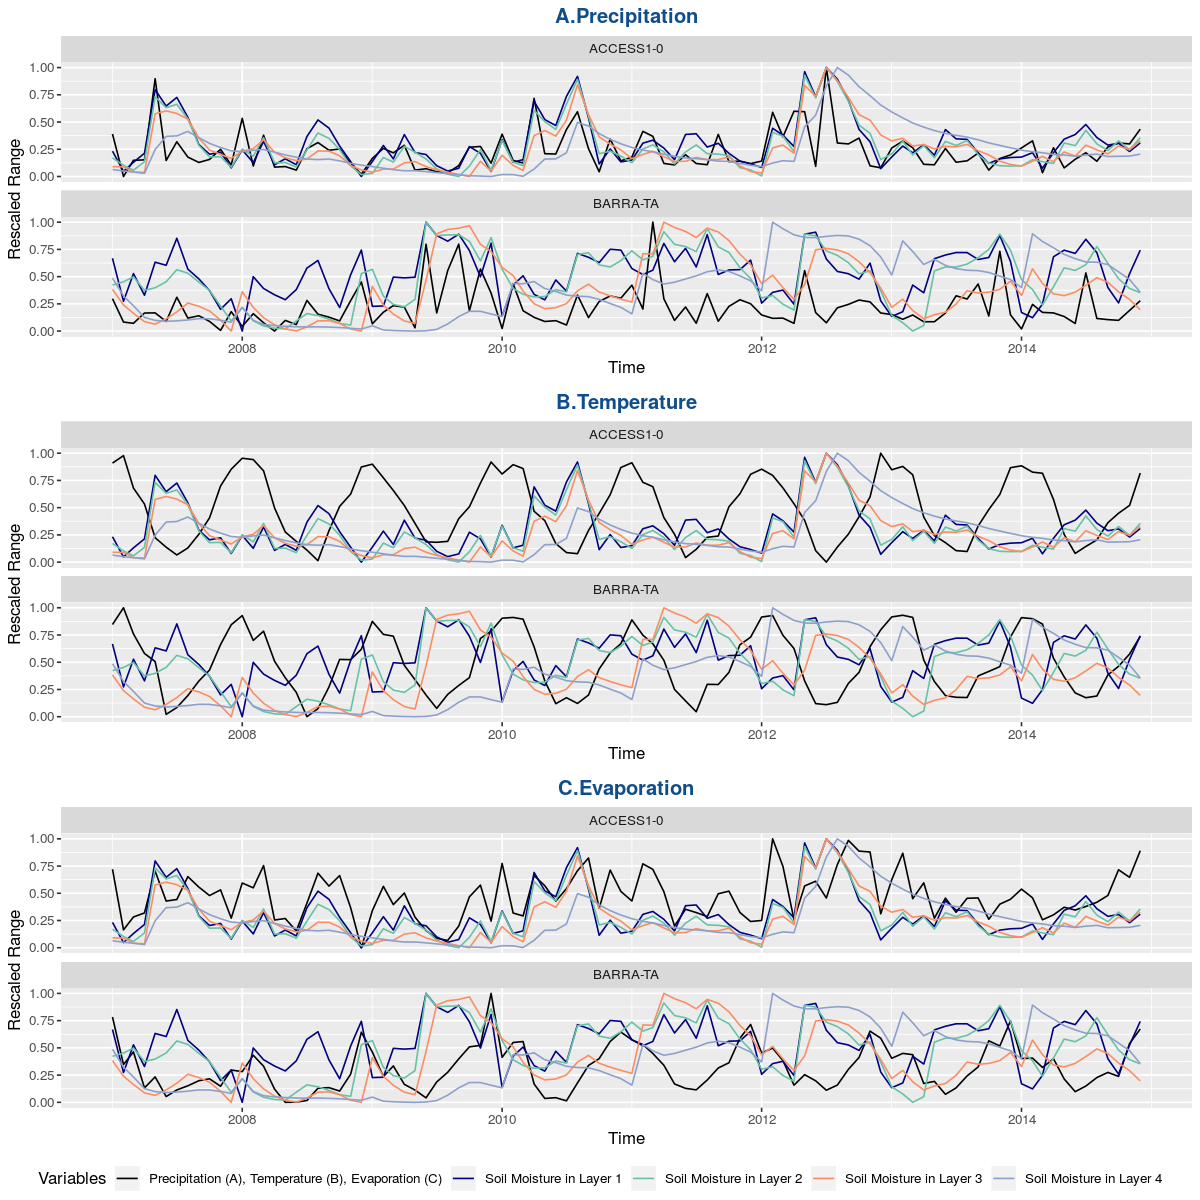 A.Precipitation
ACCESS1-0
1.00
0.75
0.50
0.25
0.00
BARRA-TA
1.00
0.75
0.50
0.25
0.00
Rescaled Range
2008 2010 2012 2014
Time
B.Temperature
ACCESS1-0
1.00
0.75
0.50
0.25
0.00
BARRA-TA
1.00
0.75
0.50
0.25
0.00
Rescaled Range
2008 2010 2012 2014
Time
C.Evaporation
ACCESS1-0
1.00
0.75
0.50
0.25
0.00
BARRA-TA
1.00
0.75
0.50
0.25
0.00
Rescaled Range
2008 2010 2012 2014
Time
Variables Precipitation (A), Temperature (B), Evaporation (C) Soil Moisture in Layer 1 Soil Moisture in Layer 2 Soil Moisture in Layer 3 Soil Moisture in Layer 4